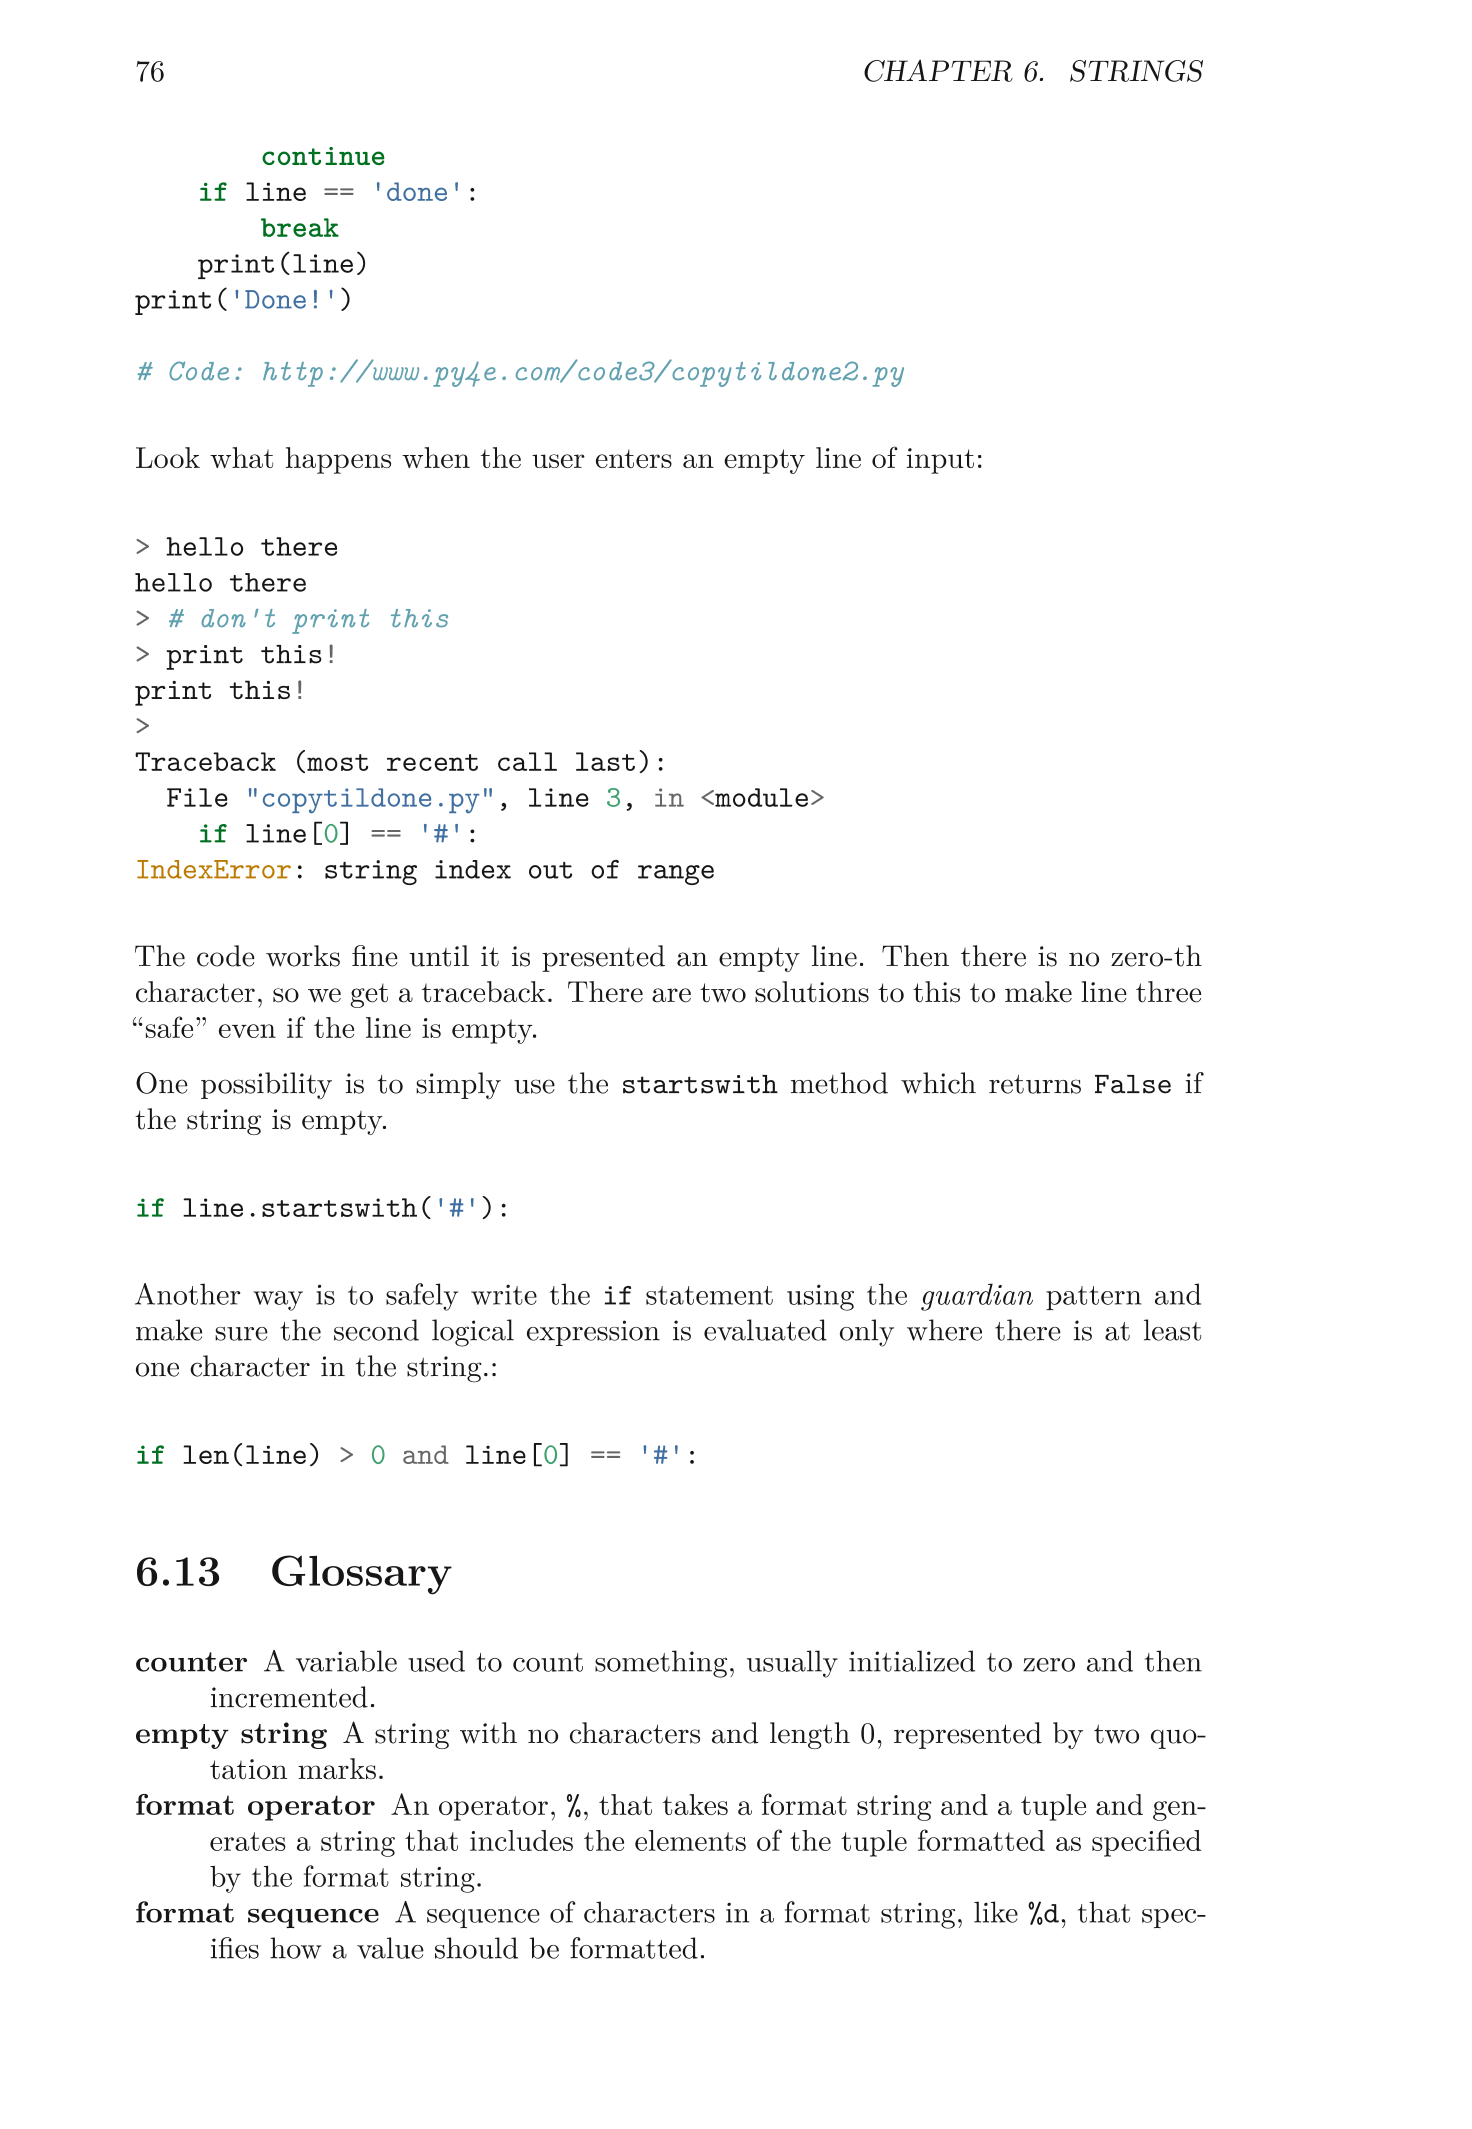 76 CHAPTER 6. STRINGS
        continue
    if line == 'done':
        break
    print(line)
print('Done!')
# Code: http://www.py4e.com/code3/copytildone2.py
Look what happens when the user enters an empty line of input:
> hello there
hello there
> # don't print this
> print this!
print this!
>
Traceback (most recent call last):
  File "copytildone.py", line 3, in <module>
    if line[0] == '#':
IndexError: string index out of range
The code works fine until it is presented an empty line. Then there is no zero-th
character, so we get a traceback. There are two solutions to this to make line three
“safe” even if the line is empty.
One possibility is to simply use the startswith method which returns False if
the string is empty.
if line.startswith('#'):
Another way is to safely write the if statement using the guardian pattern and
make sure the second logical expression is evaluated only where there is at least
one character in the string.:
if len(line) > 0 and line[0] == '#':
6.13 Glossary
counter A variable used to count something, usually initialized to zero and then
incremented.
empty string A string with no characters and length 0, represented by two quo-
tation marks.
format operator An operator, %, that takes a format string and a tuple and gen-
erates a string that includes the elements of the tuple formatted as specified
by the format string.
format sequence A sequence of characters in a format string, like %d, that spec-
ifies how a value should be formatted.